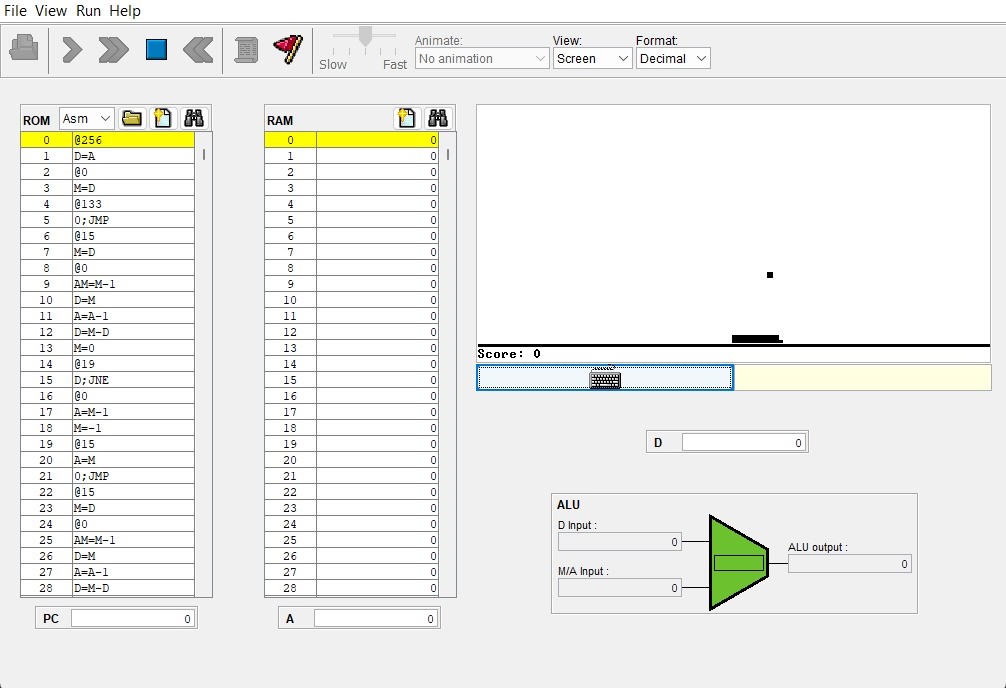 File View Run Help
Animate: View: Format:
Slow Fast No animation Screen Decimal
ROM Asm
0 @256
1 D=A
2 @0
3 M=D
4 @133
5 0;JMP
6 @15
7 M=D
8 @0
9 AM=M-1
10 D=M
11 A=A-1
12 D=M-D
13 M=0
14 @19
15 D;JNE
16 @0
17 A=M-1
18 M=-1
19 @15
20 A=M
21 0;JMP
22 @15
23 M=D
24 @0
25 AM=M-1
26 D=M
27 A=A-1
28 D=M-D
PC 0
RAM
0 0
1 0
2 0
3 0
4 0
5 0
6 0
7 0
8 0
9 0
10 0
11 0
12 0
13 0
14 0
15 0
16 0
17 0
18 0
19 0
20 0
21 0
22 0
23 0
24 0
25 0
26 0
27 0
28 0
A 0
Score: 0
D 0
ALU
D Input :
0
M/A Input :
0
ALU output :
0